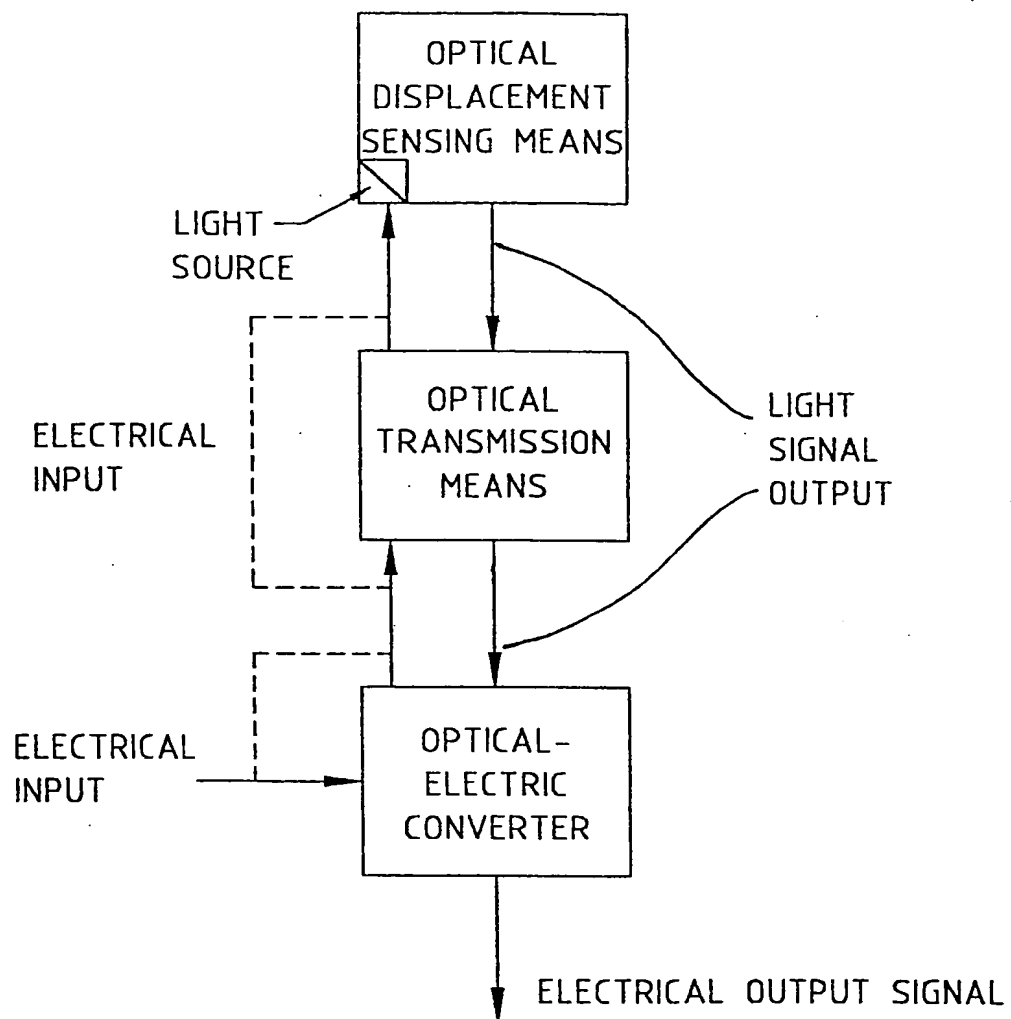 OPTICAL
DISPLACEMENT
SENSING MEANS
LIGHT
SOURCE
OPTICAL
TRANSMISSION
MEANS
ELECTRICAL
INPUT
LIGHT
SIGNAL
OUTPUT
ELECTRICAL
INPUT
OPTICAL-
ELECTRIC
CONVERTER
ELECTRICAL OUTPUT SIGNAL